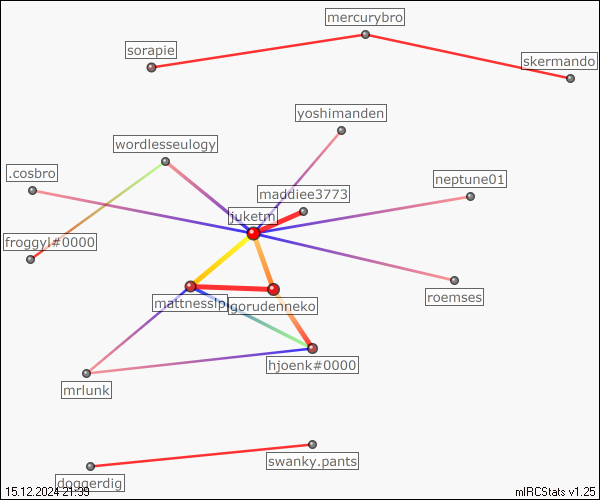 mercurybro
sorapie
skermando
yoshimanden
wordlesseulogy
.cosbro
neptune01
maddiee3773
juketm
froggyl#0000
roemses
mattnesslp
gorudenneko
hjoenk#0000
mrlunk
swanky.pants
doggerdig
15.12.2024 21:39
mIRCStats v1.25